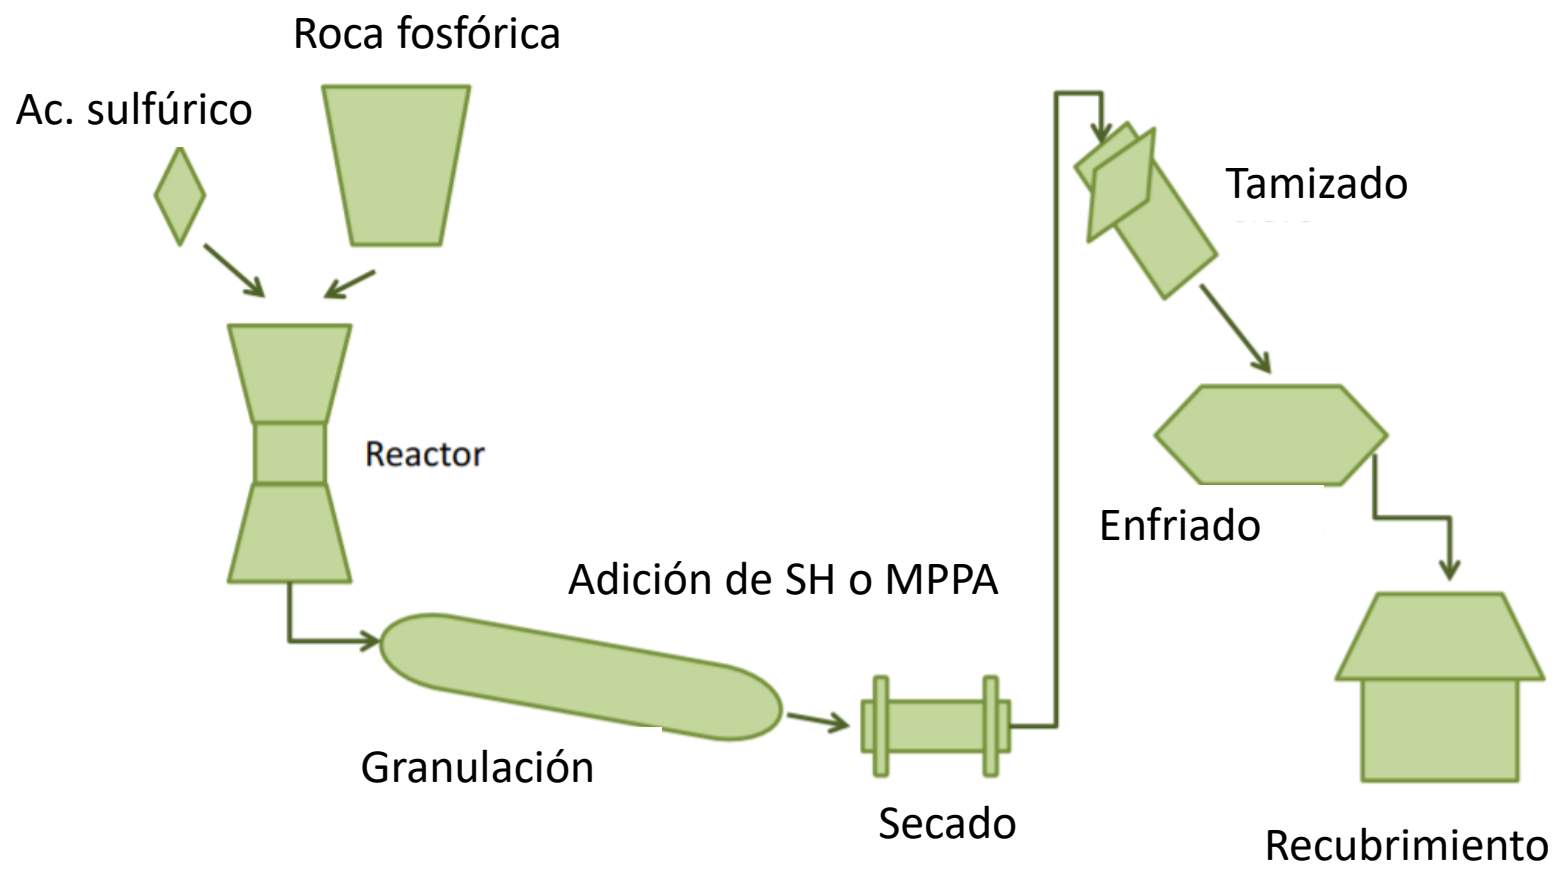 Roca fosfórica
Ac. sulfúrico
Tamizado
Reactor
Enfriado
Adición de SH o MPPA
Granulación
Secado
Recubrimiento